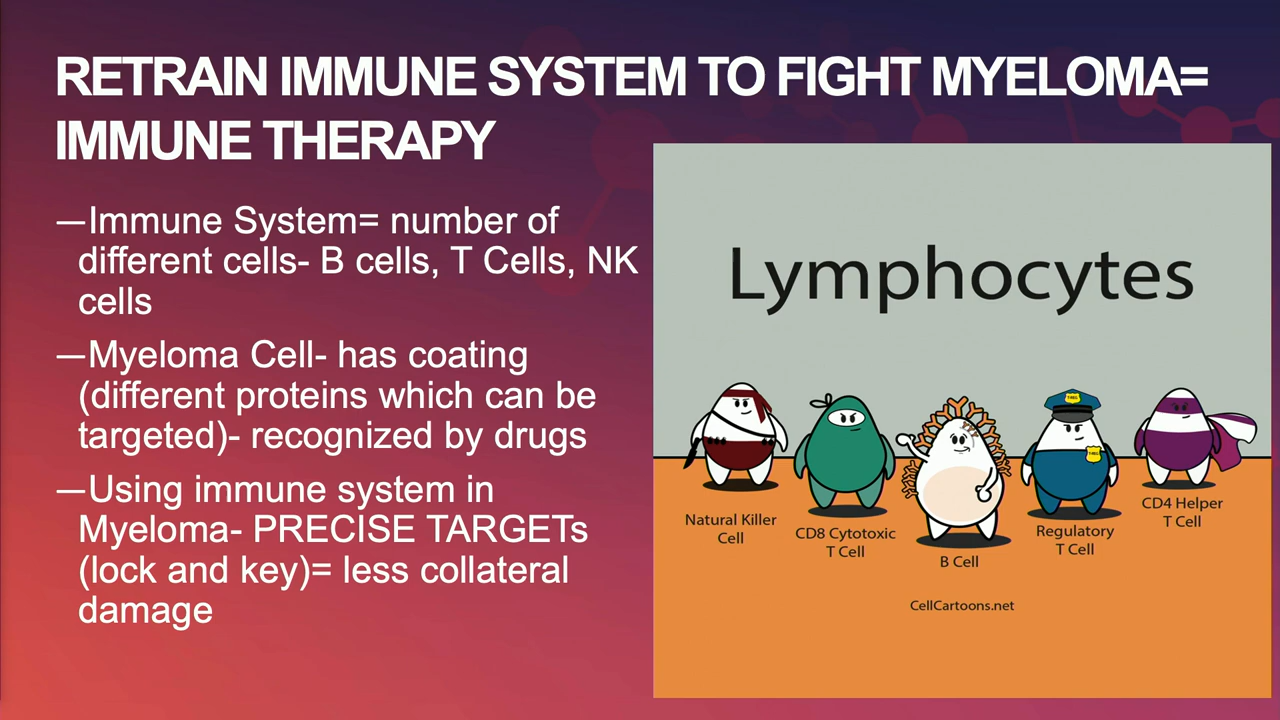 RETRAIN IMMUNE SYSTEM TO FIGHT MYELOMA=
IMMUNE THERAPY
—Immune System= number of
different cells- B cells, T Cells, NK
cells
—Myeloma Cell- has coating
(different proteins which can be
targeted)- recognized by drugs
—Using immune system in
Myeloma- PRECISE TARGETs
(lock and key)= less collateral
damage
Lymphocytes
Natural Killer
Cell
CD8 Cytotoxic
T Cell
B Cell
Regulatory
T Cell
CD4 Helper
T Cell
CellCartoons.net